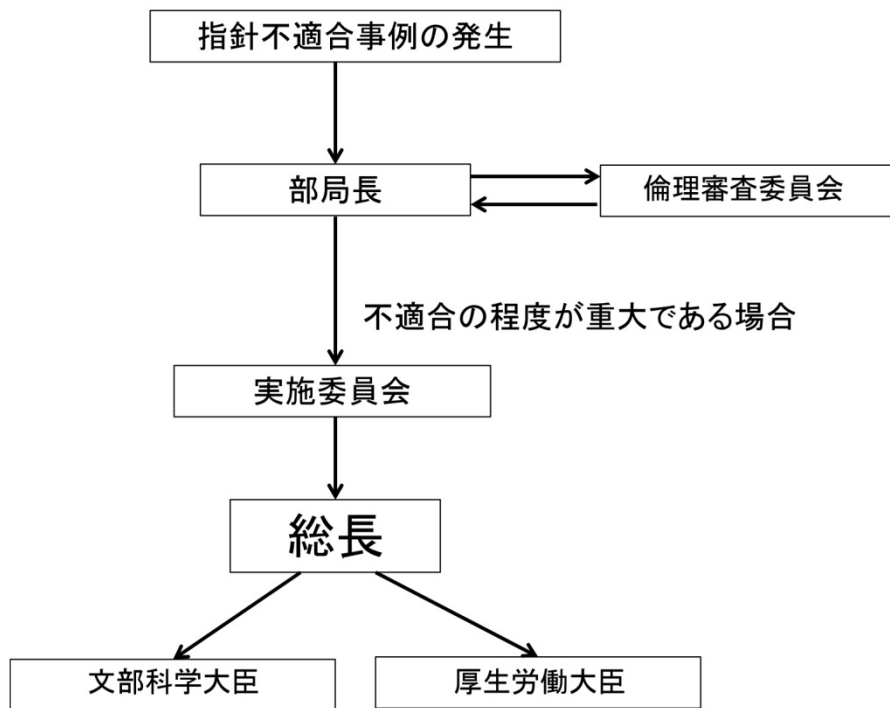 指針不適合事例の発生
部局長
倫理審査委員会
不適合の程度が重大である場合
実施委員会
総長
文部科学大臣
厚生労働大臣